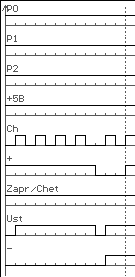 P0
P1
P2
+5B
Ch
+
Zapr/Chet
Ust
-